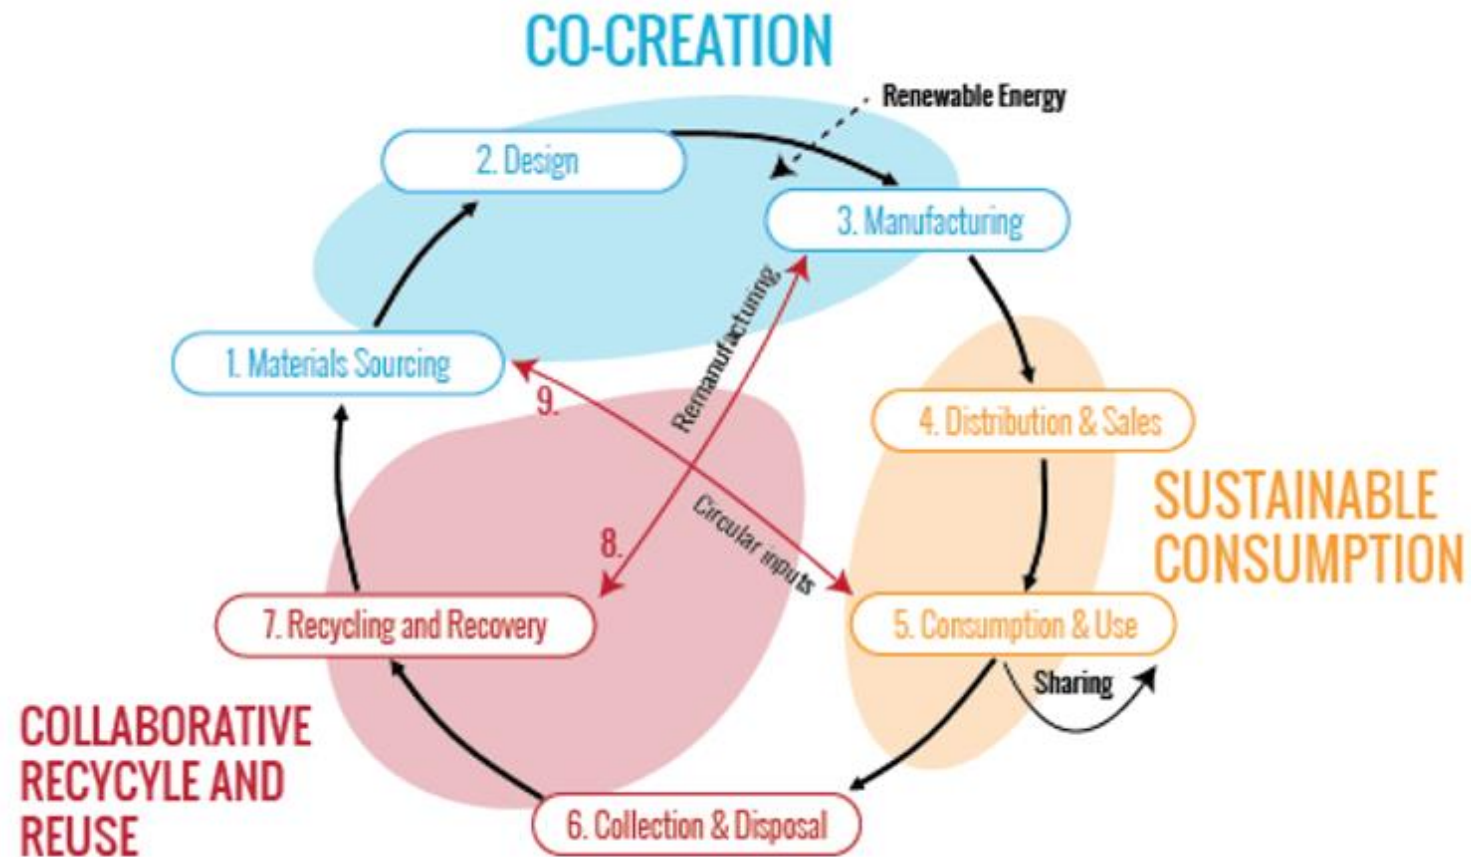 CO-CREATION
Renewable Energy
2. Design
3. Manufacturing
Remanufacturing
1. Materials Sourcing
9.
4. Distribution & Sales
SUSTAINABLE
CONSUMPTION
Circular inputs
8.
7. Recycling and Recovery
5. Consumption & Use
Sharing
COLLABORATIVE
RECYCYLE AND
REUSE
6. Collection & Disposal